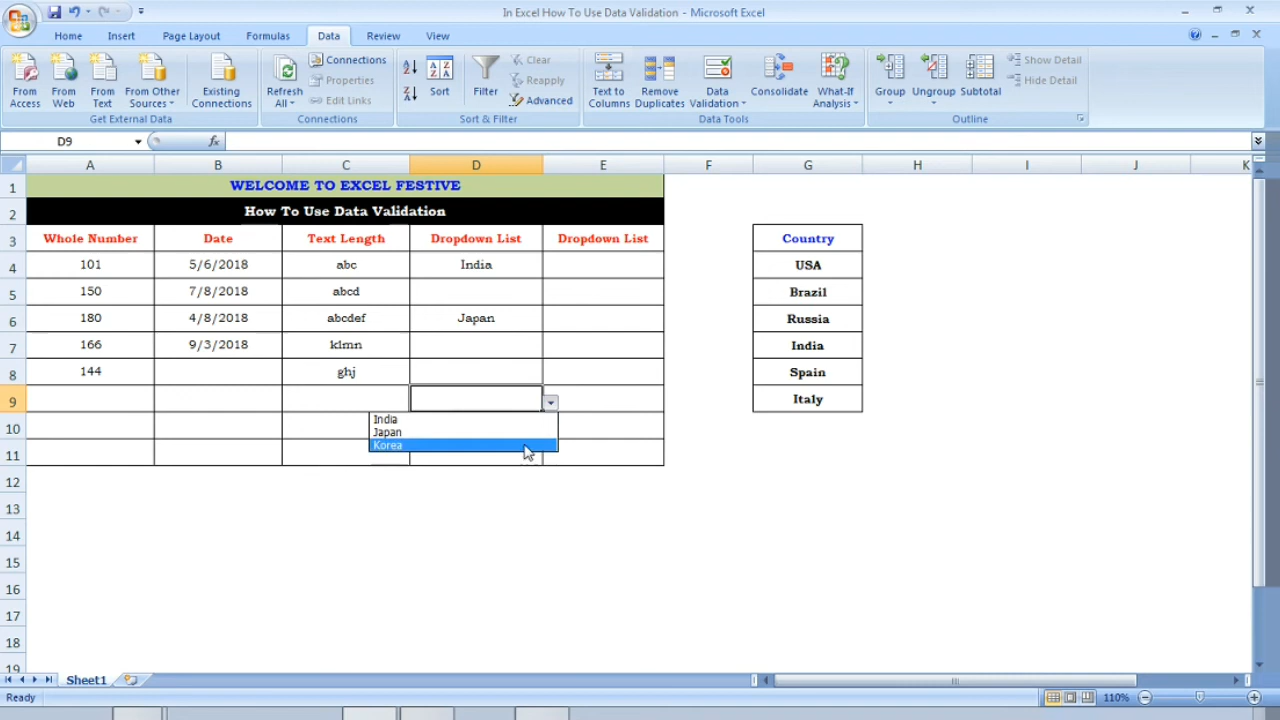 In Excel How To Use Data Validation - Microsoft Excel
Home Insert Page Layout Formulas Data Review View
From Access
From Web
From Text
From Other Sources
Existing Connections
Get External Data
Refresh All
Connections
Properties
Edit Links
Connections
Sort
Filter
Clear
Reapply
Advanced
Sort & Filter
Text to Columns
Remove Duplicates
Data Validation
Consolidate
What-If Analysis
Data Tools
Group
Ungroup
Subtotal
Show Detail
Hide Detail
Outline
D9 fx
A B C D E F G H I J K
1 WELCOME TO EXCEL FESTIVE
2 How To Use Data Validation
3 Whole Number Date Text Length Dropdown List Dropdown List Country
4 101 5/6/2018 abc India USA
5 150 7/8/2018 abcd Brazil
6 180 4/8/2018 abcdef Japan Russia
7 166 9/3/2018 klmn India
8 144 ghj Spain
9 Italy
India
10
Japan
Korea
11
12
13
14
15
16
17
18
19
Sheet1
Ready 110%